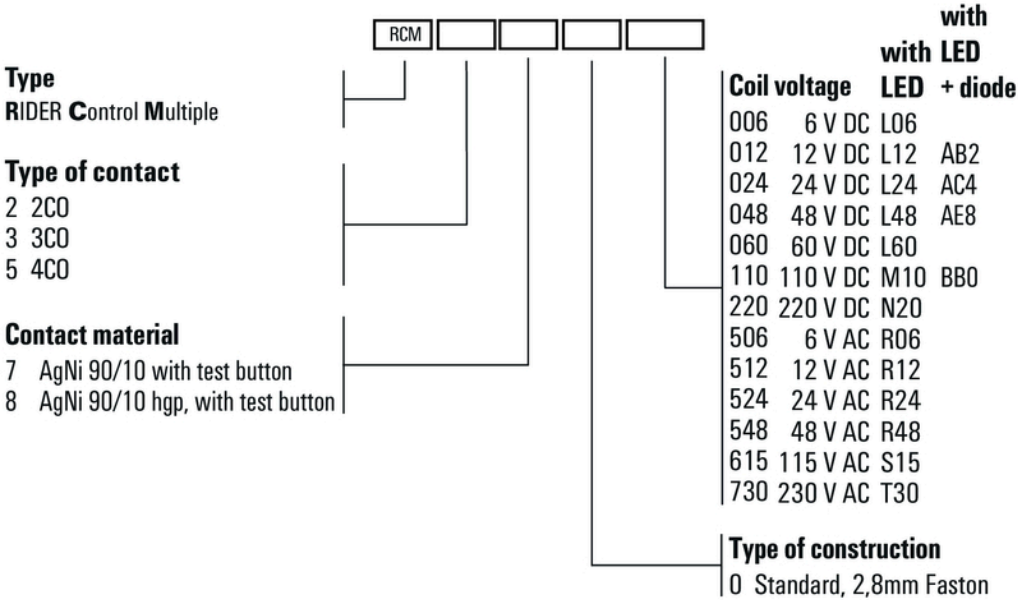 RCM
Type
RIDER Control Multiple
Type of contact
2 2CO
3 3CO
5 4CO
Contact material
7 AgNi 90/10 with test button
8 AgNi 90/10 hgp, with test button
with
with LED
Coil voltage LED + diode
006 6 V DC L06
012 12 V DC L12 AB2
024 24 V DC L24 AC4
048 48 V DC L48 AE8
060 60 V DC L60
110 110 V DC M10 BB0
220 220 V DC N20
506 6 V AC R06
512 12 V AC R12
524 24 V AC R24
548 48 V AC R48
615 115 V AC S15
730 230 V AC T30
Type of construction
0 Standard, 2,8mm Faston